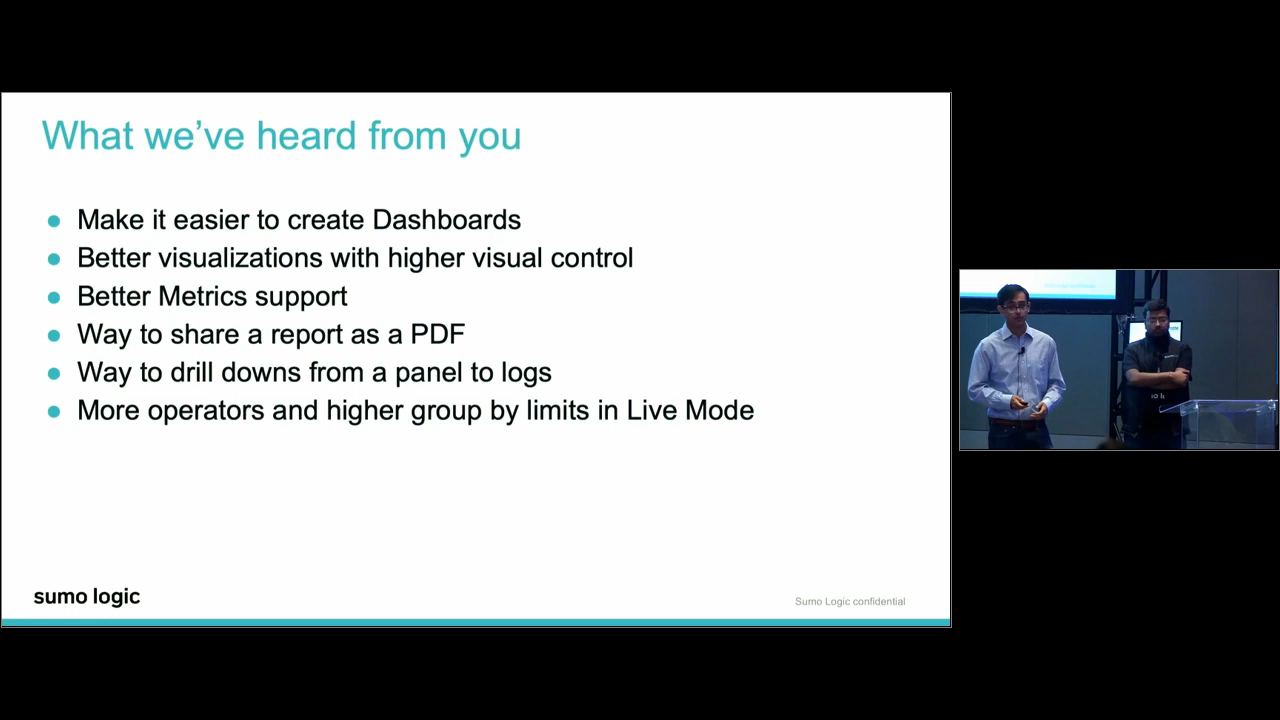 What we've heard from you
● Make it easier to create Dashboards
● Better visualizations with higher visual control
● Better Metrics support
● Way to share a report as a PDF
● Way to drill downs from a panel to logs
● More operators and higher group by limits in Live Mode
sumo logic
Sumo Logic confidential